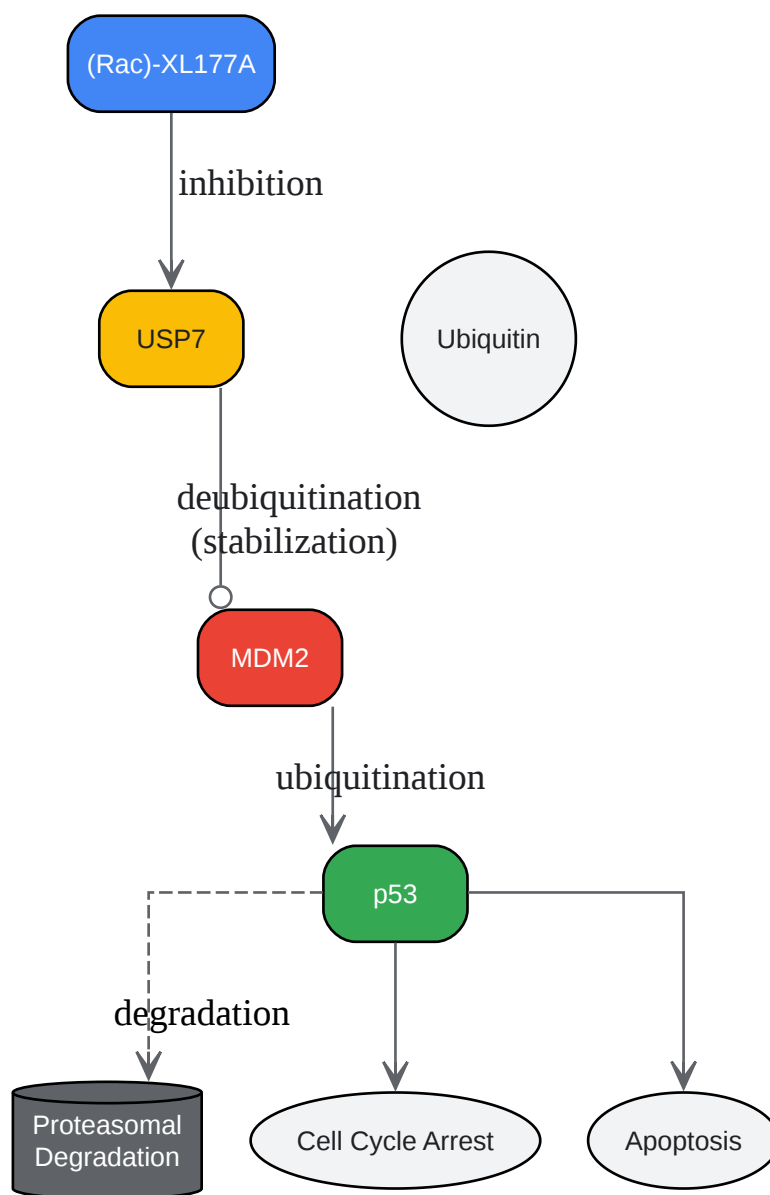 (Rac)-XL177A
inhibition
USP7
Ubiquitin
deubiquitination
(stabilization)
MDM2
ubiquitination
p53
degradation
Proteasomal
Degradation
Cell Cycle Arrest
Apoptosis